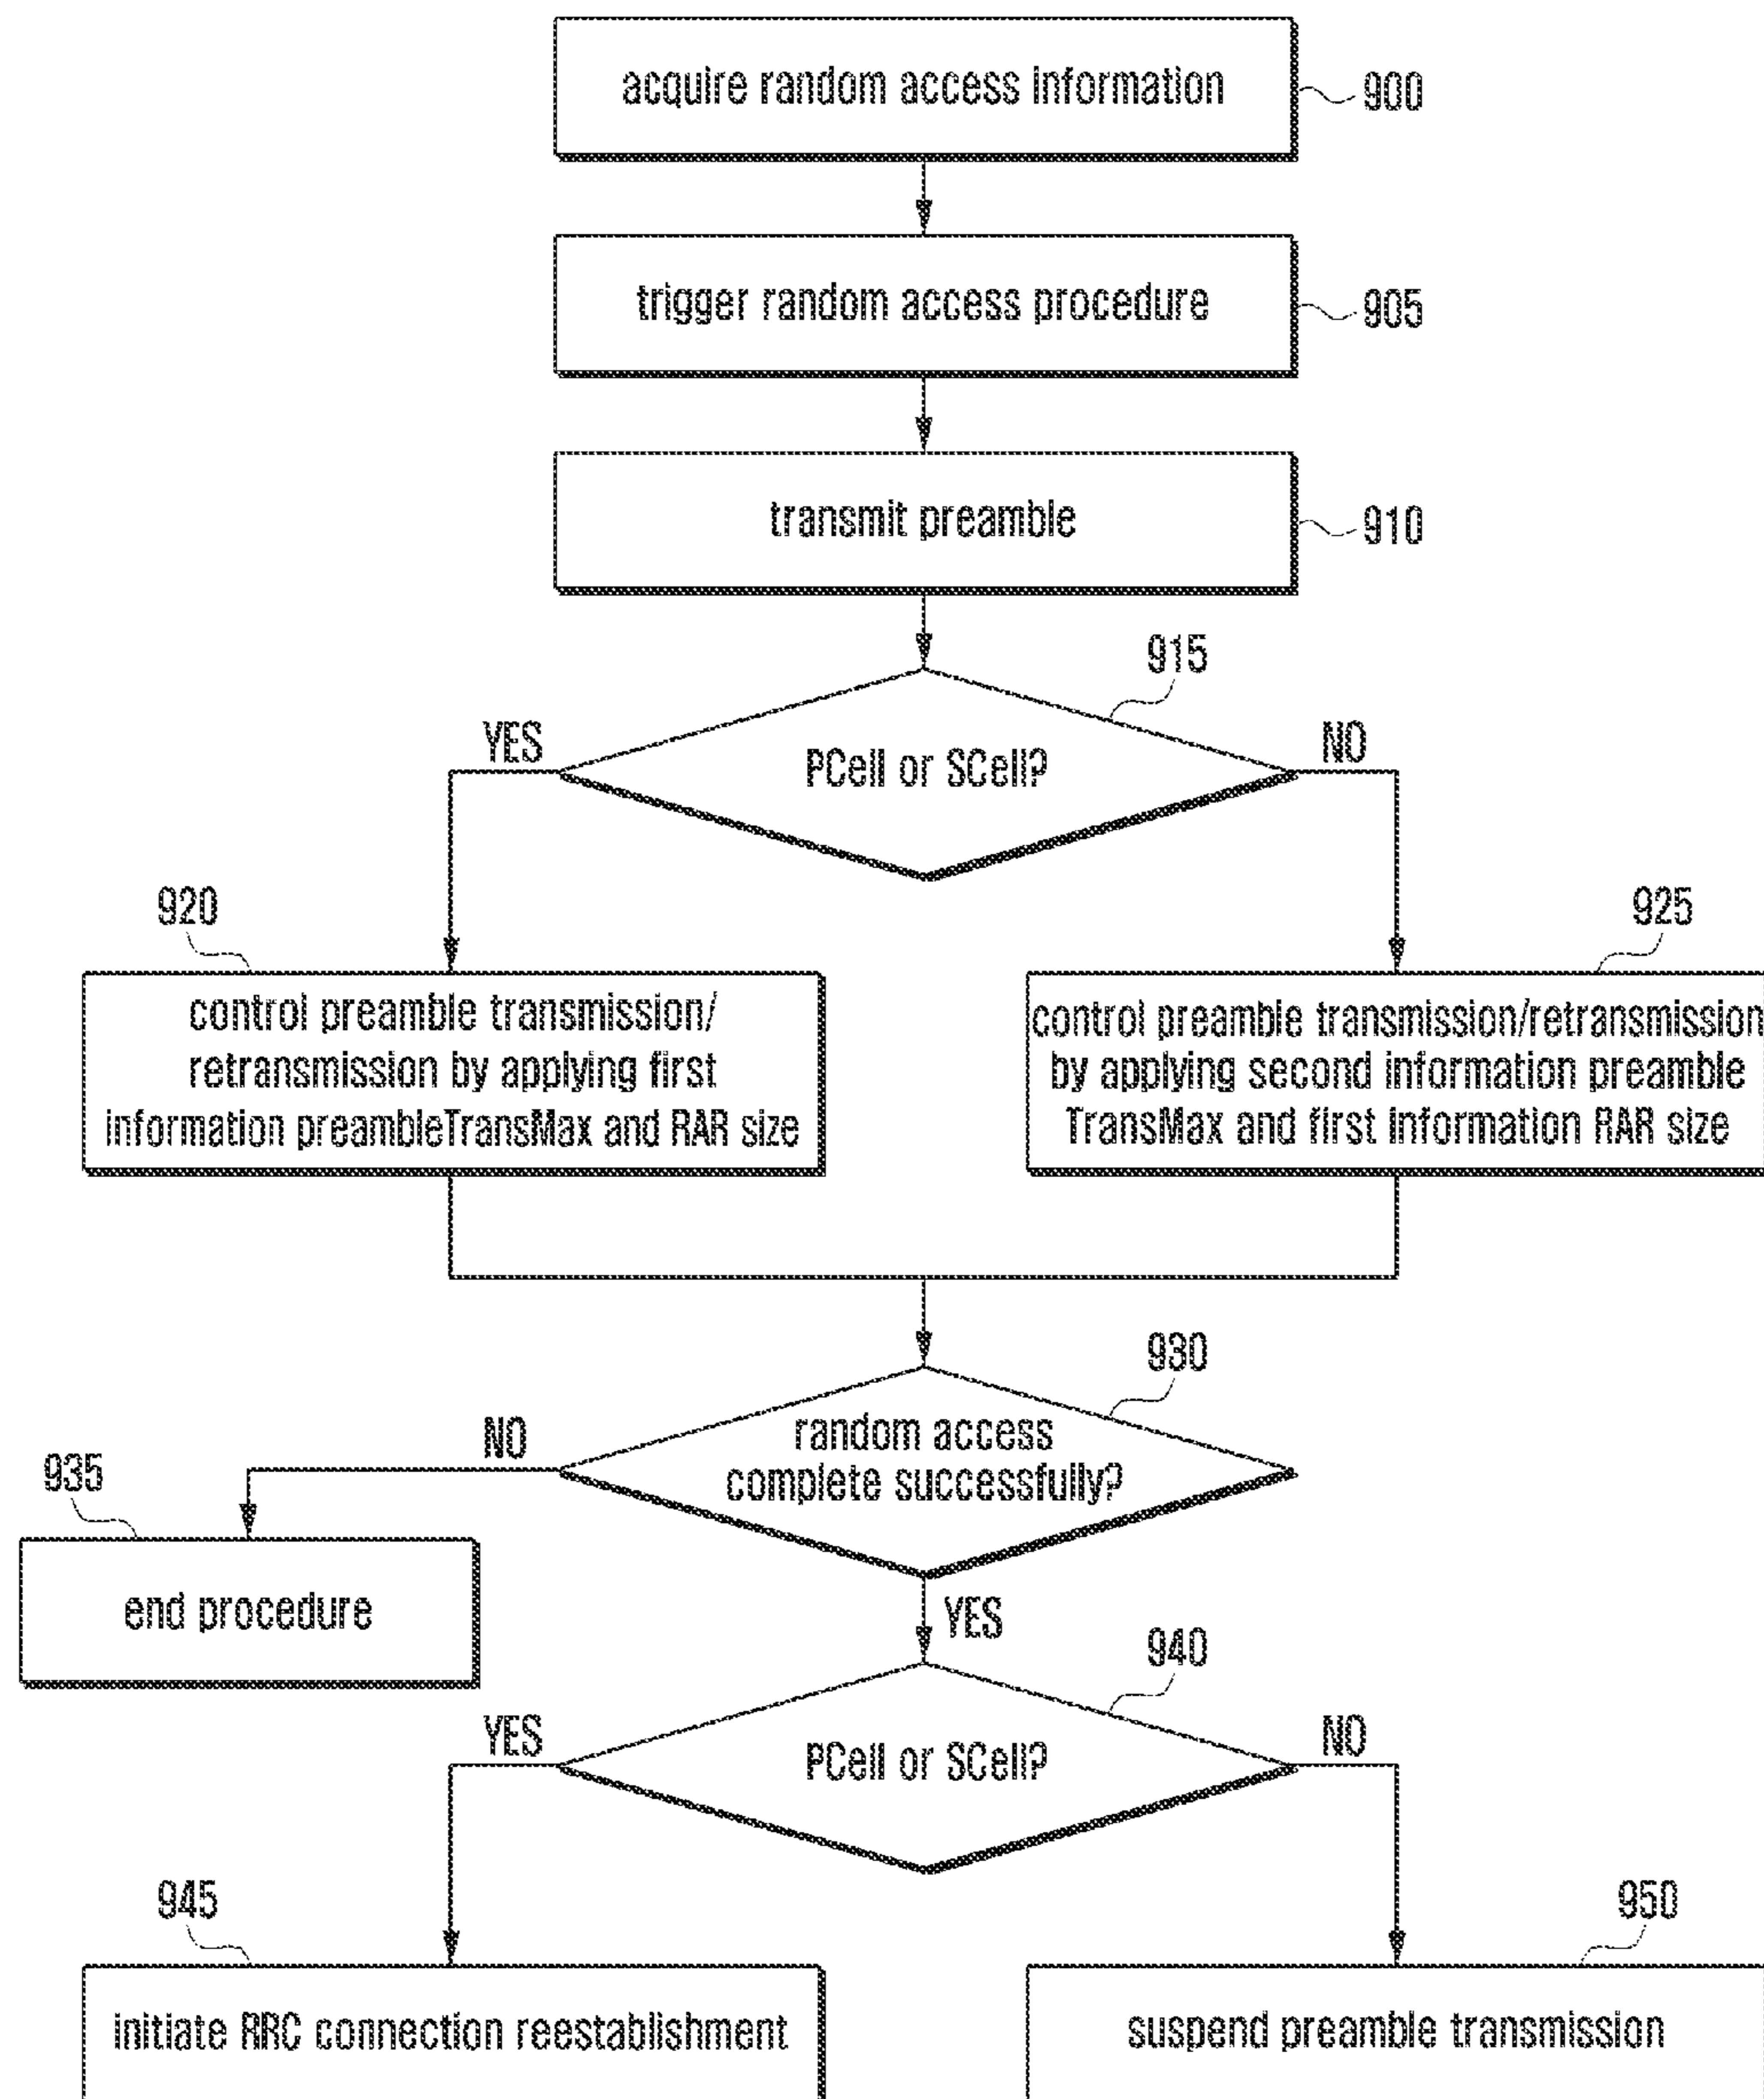 acquire random access information
900
trigger random access procedure
905
transmit preamble
910
915
YES
PCell or SCell?
NO
920
925
control preamble transmission/
retransmission by applying first
information preambleTransMax and RAR size
control preamble transmission/retransmission
by applying second information preamble
TransMax and first information RAR size
930
NO
random access
complete successfully?
935
end procedure
YES
940
YES
PCell or SCell?
NO
945
950
initiate RRC connection reestablishment
suspend preamble transmission